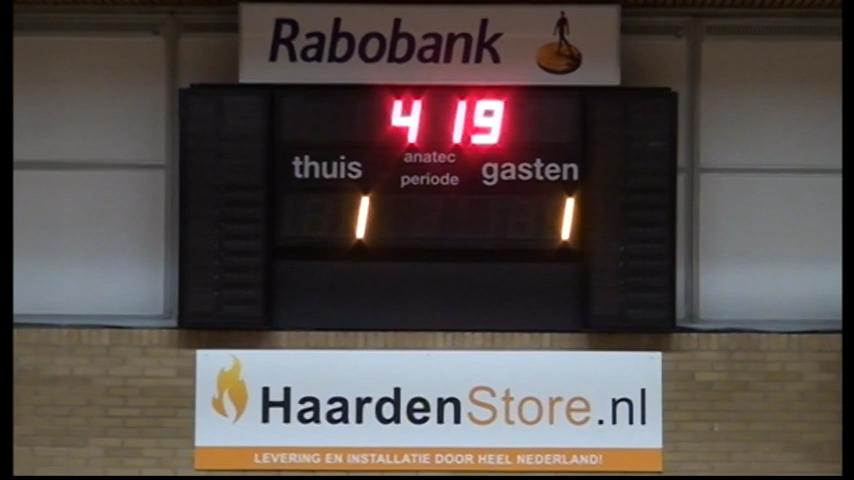 Rabobank
4 19
thuis anatec gasten
periode
1 1
HaardenStore.nl
LEVERING EN INSTALLATIE DOOR HEEL NEDERLAND!